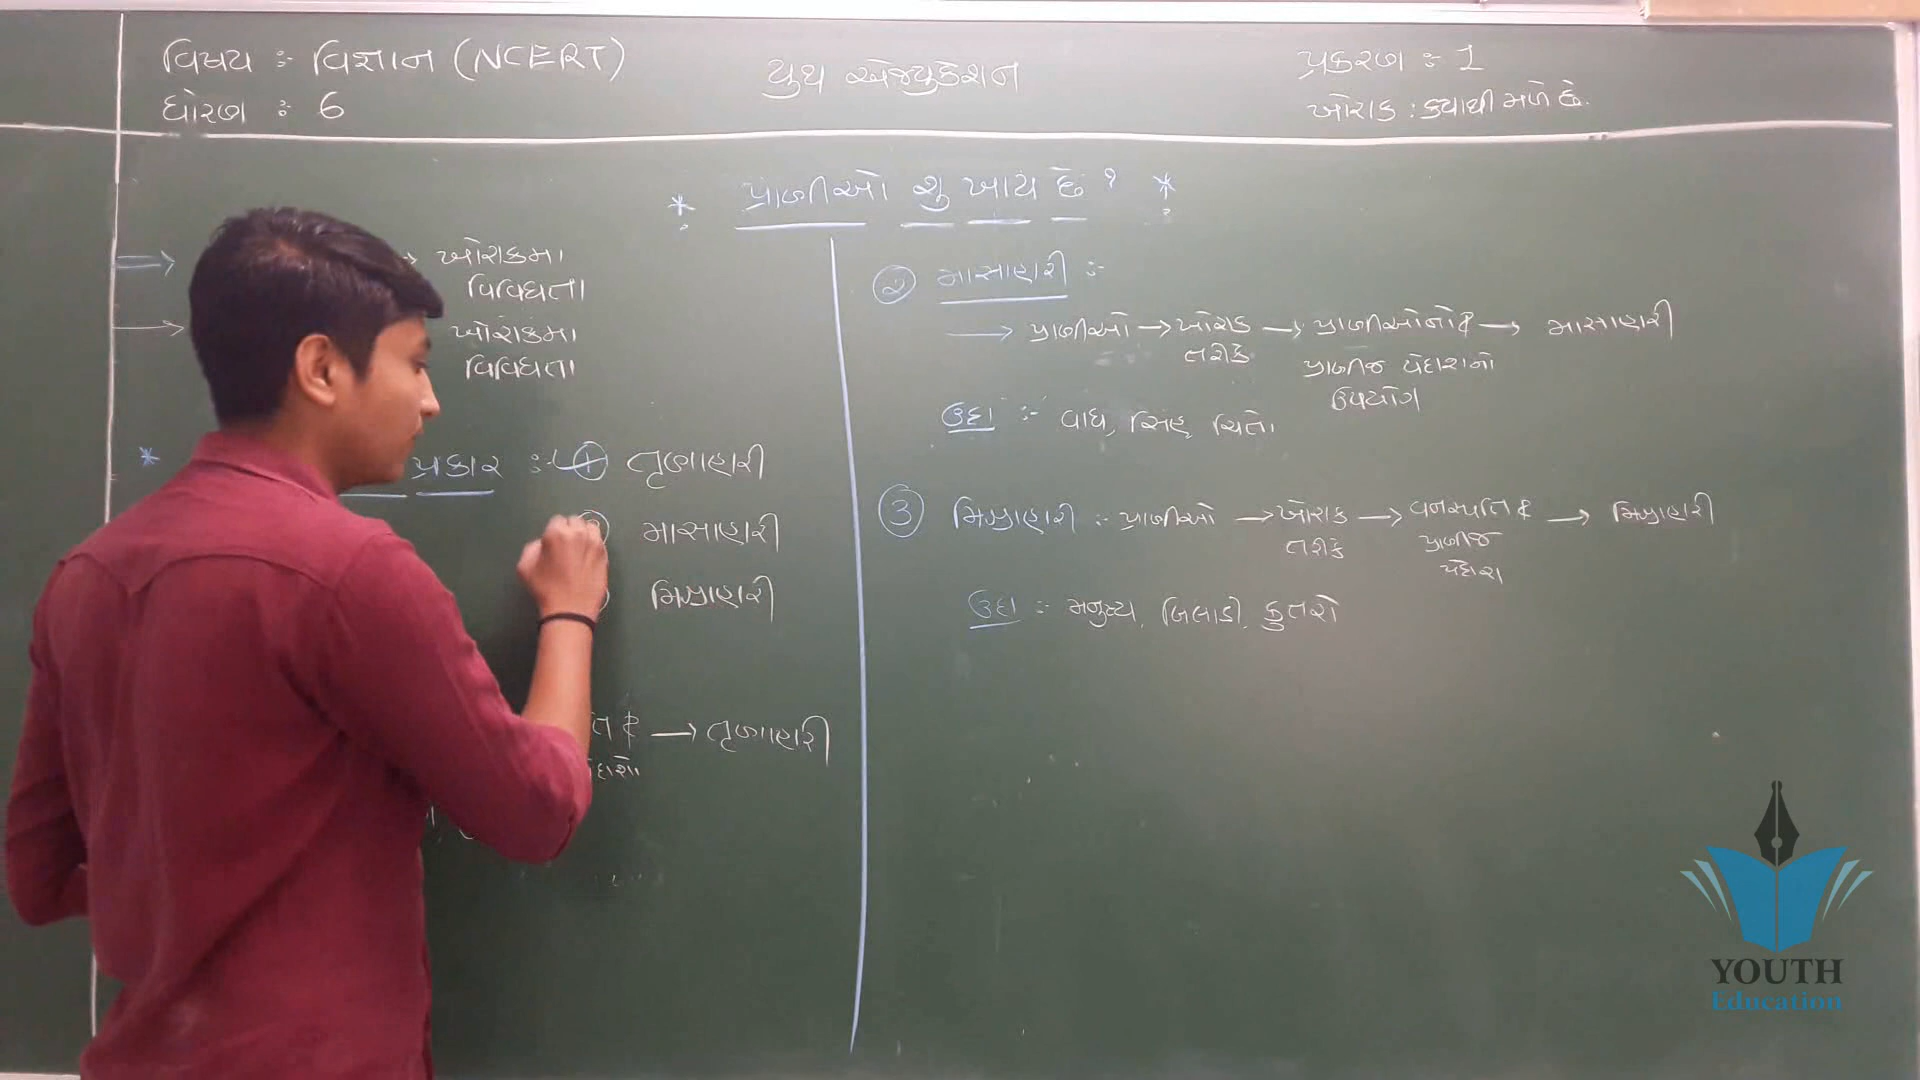 વિષય :- વિજ્ઞાન (NCERT)
ધોરણ :- 6
યુથ એજ્યુકેશન
પ્રકરણ :- 1
ખોરાક : ક્યાથી મળે છે.
* પ્રાણીઓ શુ ખાય છે ? *
→ ખોરાકમા
વિવિધતા
→ ખોરાકમા
વિવિધતા
* પ્રકાર :- ① તૃણાહારી
માસાહારી
મિશ્રાહારી
→ તૃણાહારી
② માસાહારી :-
→ પ્રાણીઓ → ખોરાક → પ્રાણીઓનો & → માસાહારી
તરીકે પ્રાણીજ પેદાશનો
ઉપયોગ
ઉદા :- વાઘ, સિંહ, ચિતો
③ મિશ્રાહારી :- પ્રાણીઓ → ખોરાક → વનસ્પતિ & → મિશ્રાહારી
તરીકે પ્રાણીજ
પેદાશ
ઉદા :- મનુષ્ય, બિલાડી, કુતરો
YOUTH
Education